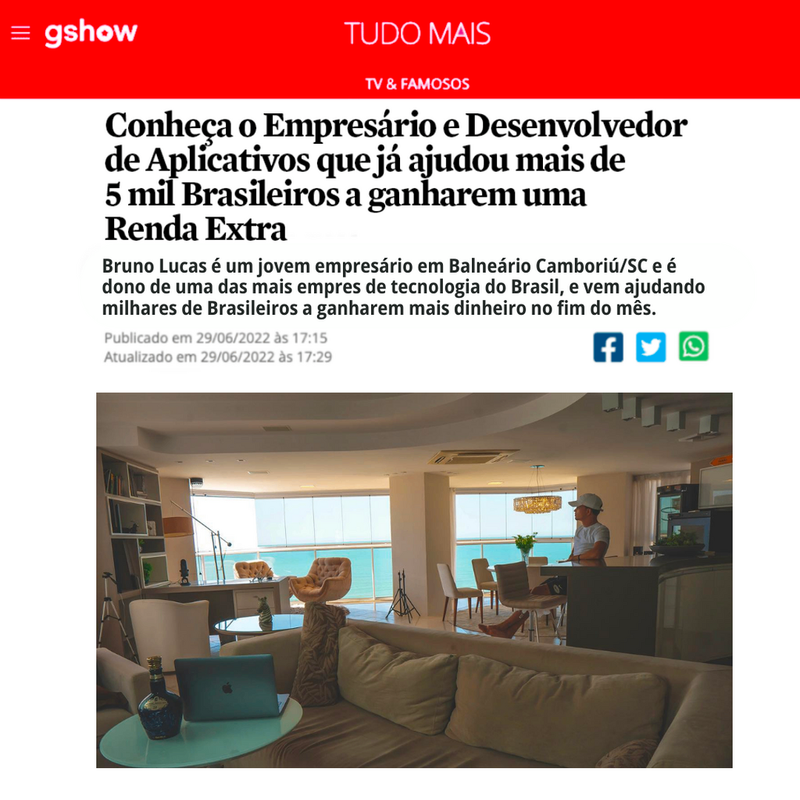 gshow
TUDO MAIS
TV & FAMOSOS
Conheça o Empresário e Desenvolvedor
de Aplicativos que já ajudou mais de
5 mil Brasileiros a ganharem uma
Renda Extra
Bruno Lucas é um jovem empresário em Balneário Camboriú/SC e é
dono de uma das mais empres de tecnologia do Brasil, e vem ajudando
milhares de Brasileiros a ganharem mais dinheiro no fim do mês.
Publicado em 29/06/2022 às 17:15
Atualizado em 29/06/2022 às 17:29